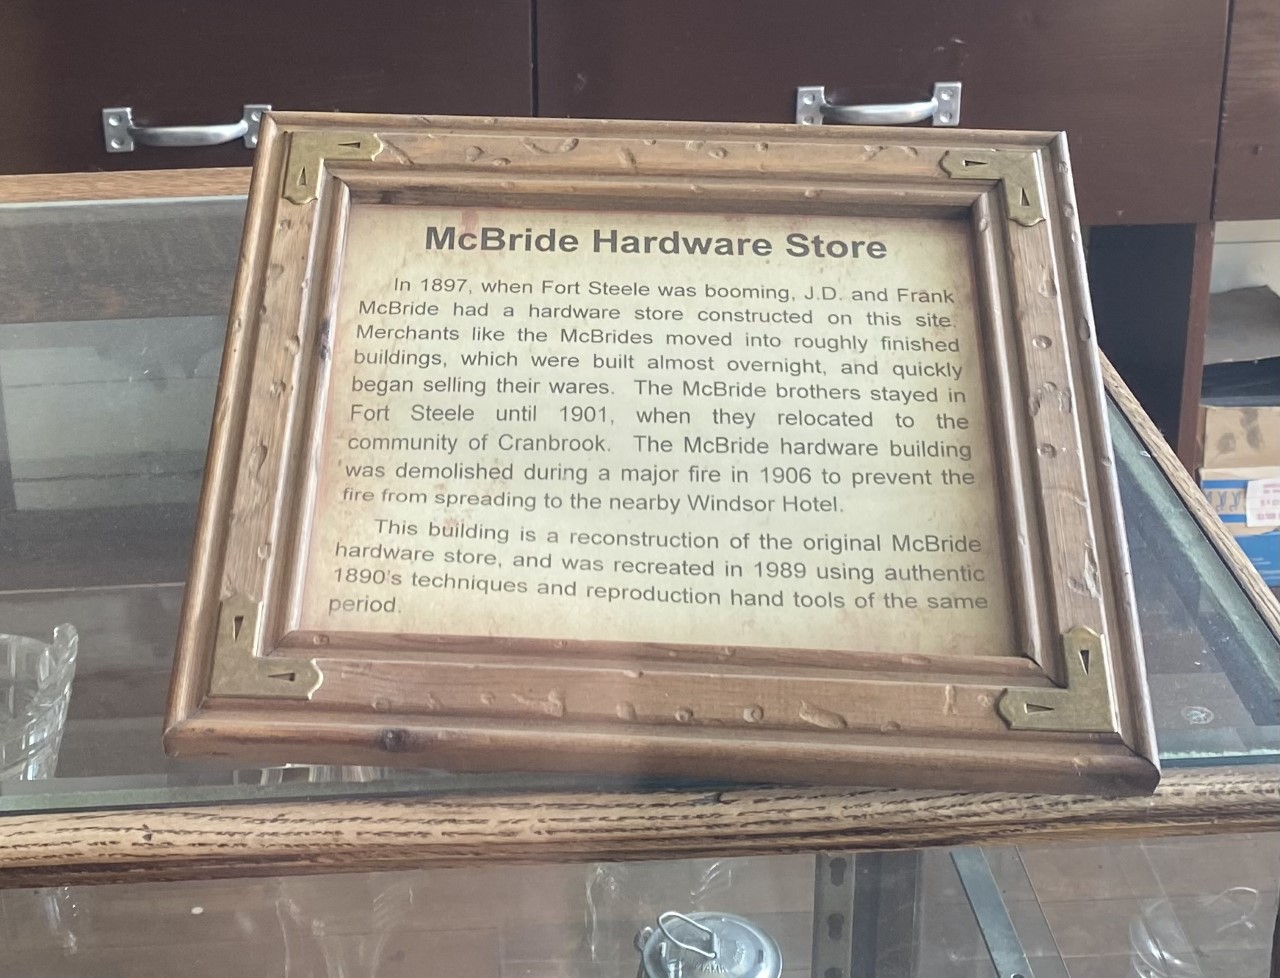 McBride Hardware Store
In 1897, when Fort Steele was booming, J.D. and Frank
McBride had a hardware store constructed on this site.
Merchants like the McBrides moved into roughly finished
buildings, which were built almost overnight, and quickly
began selling their wares. The McBride brothers stayed in
Fort Steele until 1901, when they relocated to the
community of Cranbrook. The McBride hardware building
was demolished during a major fire in 1906 to prevent the
fire from spreading to the nearby Windsor Hotel.
This building is a reconstruction of the original McBride
hardware store, and was recreated in 1989 using authentic
1890's techniques and reproduction hand tools of the same
period.